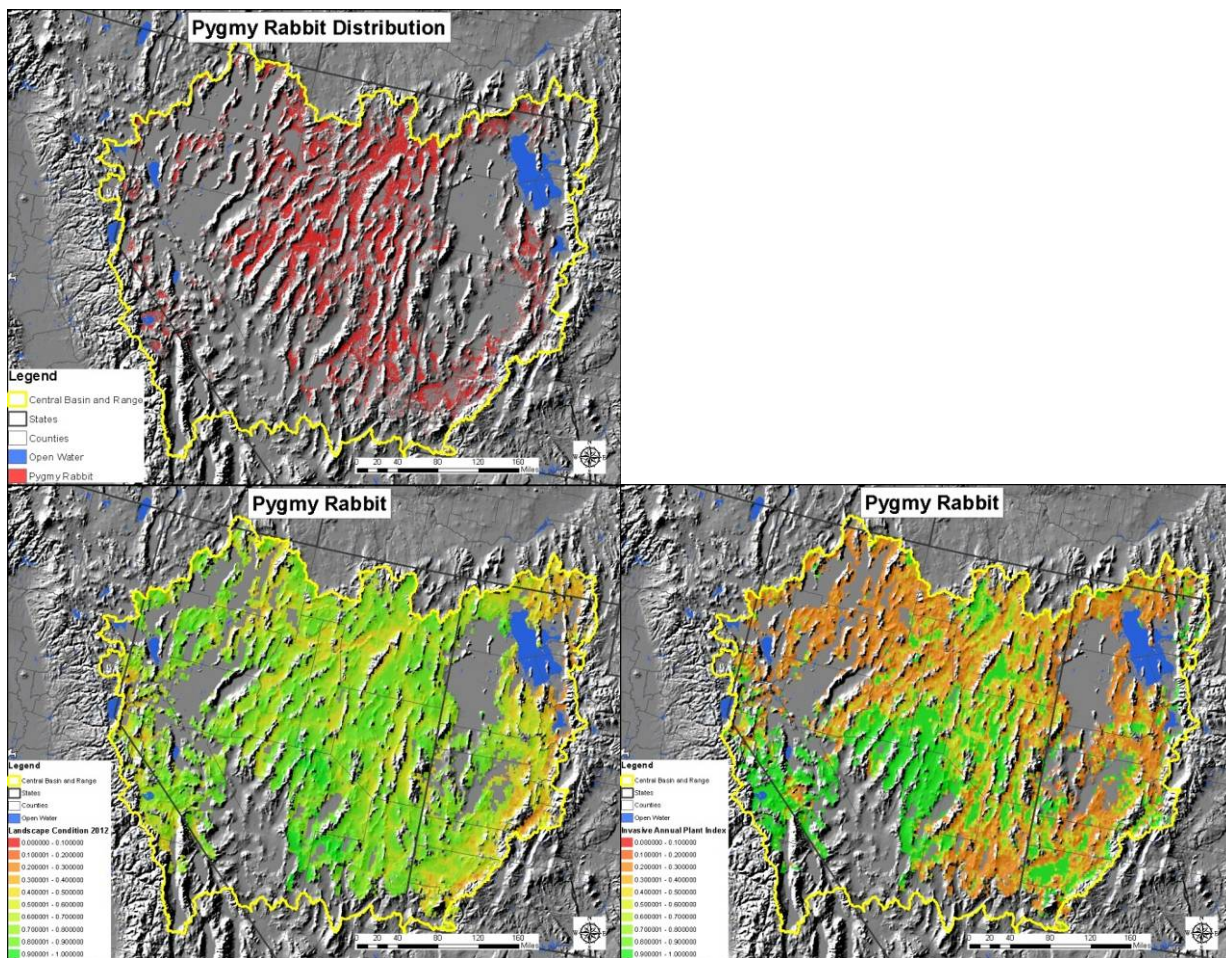 Pygmy Rabbit Distribution
Legend
Central Basin and Range
States
Counties
Open Water
Pygmy Rabbit
0 20 40 80 120 160
Miles
Pygmy Rabbit
Legend
Central Basin and Range
States
Counties
Open Water
Landscape Condition 2012
0.000000 - 0.100000
0.100001 - 0.200000
0.200001 - 0.300000
0.300001 - 0.400000
0.400001 - 0.500000
0.500001 - 0.600000
0.600001 - 0.700000
0.700001 - 0.800000
0.800001 - 0.900000
0.900001 - 1.000000
0 20 40 80 120 160
Miles
Pygmy Rabbit
Legend
Central Basin and Range
States
Counties
Open Water
Invasive Annual Plant Index
0.000000 - 0.100000
0.100001 - 0.200000
0.200001 - 0.300000
0.300001 - 0.400000
0.400001 - 0.500000
0.500001 - 0.600000
0.600001 - 0.700000
0.700001 - 0.800000
0.800001 - 0.900000
0.900001 - 1.000000
0 20 40 80 120 160
Miles